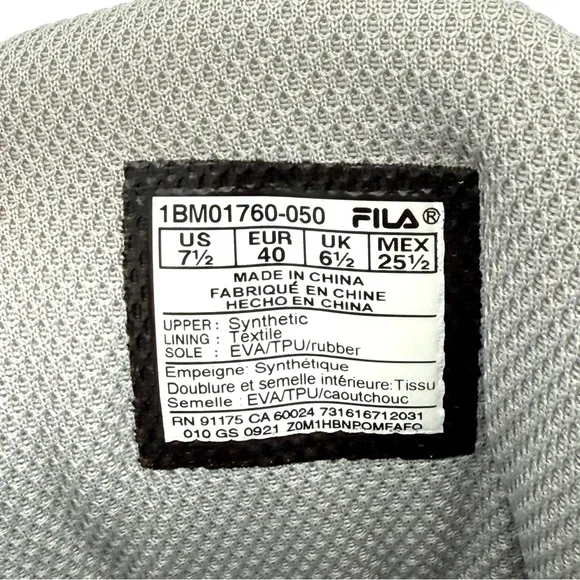 1BM01760-050 FILA®
US EUR UK MEX
7½ 40 6½ 25½
MADE IN CHINA
FABRIQUÉ EN CHINE
HECHO EN CHINA
UPPER : Synthetic
LINING : Textile
SOLE : EVA/TPU/rubber
Empeigne: Synthétique
Doublure et semelle intérieure: Tissu
Semelle : EVA/TPU/caoutchouc
RN 91175 CA 60024 731616712031
010 GS 0921 Z0M1HBNPOMFAFO